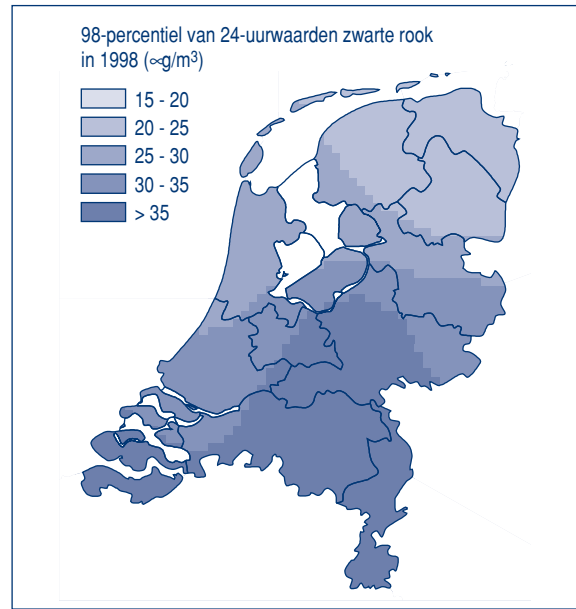 98-percentiel van 24-uurwaarden zwarte rook
in 1998 (∝g/m³)
15 - 20
20 - 25
25 - 30
30 - 35
> 35